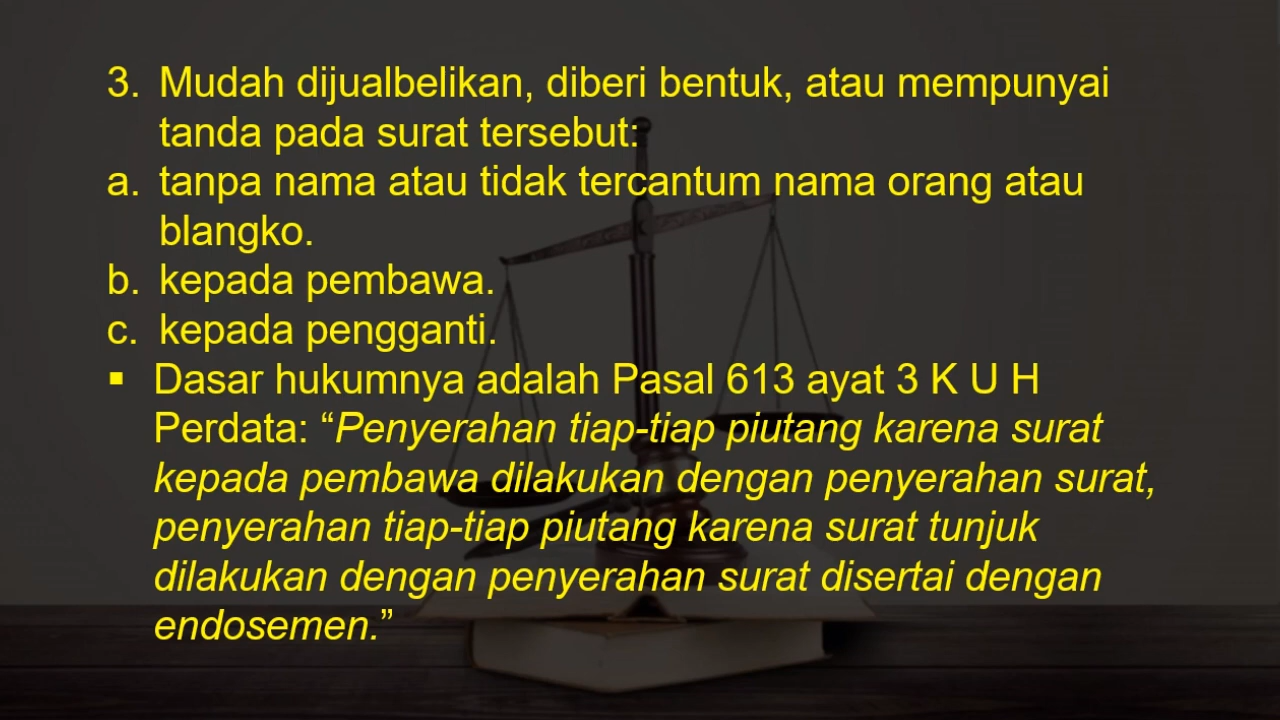 3. Mudah dijualbelikan, diberi bentuk, atau mempunyai
tanda pada surat tersebut:
a. tanpa nama atau tidak tercantum nama orang atau
blangko.
b. kepada pembawa.
c. kepada pengganti.
▪ Dasar hukumnya adalah Pasal 613 ayat 3 K U H
Perdata: “Penyerahan tiap-tiap piutang karena surat
kepada pembawa dilakukan dengan penyerahan surat,
penyerahan tiap-tiap piutang karena surat tunjuk
dilakukan dengan penyerahan surat disertai dengan
endosemen.”